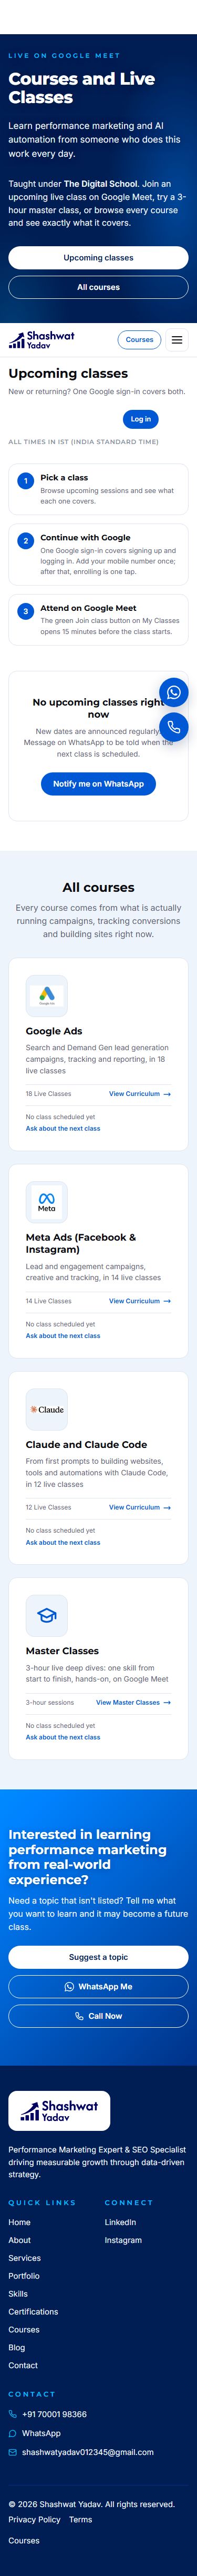 LIVE ON GOOGLE MEET
Courses and Live
Classes
Learn performance marketing and AI
automation from someone who does this
work every day.
Taught under The Digital School. Join an
upcoming live class on Google Meet, try a 3-
hour master class, or browse every course
and see exactly what it covers.
Upcoming classes
All courses
Shashwat
Yadav
Courses
Upcoming classes
New or returning? One Google sign-in covers both.
Log in
ALL TIMES IN IST (INDIA STANDARD TIME)
1
Pick a class
Browse upcoming sessions and see what
each one covers.
2
Continue with Google
One Google sign-in covers signing up and
logging in. Add your mobile number once;
after that, enrolling is one tap.
3
Attend on Google Meet
The green Join class button on My Classes
opens 15 minutes before the class starts.
No upcoming classes right
now
New dates are announced regularly.
Message on WhatsApp to be told when the
next class is scheduled.
Notify me on WhatsApp
All courses
Every course comes from what is actually
running campaigns, tracking conversions
and building sites right now.
Google Ads
Google Ads
Search and Demand Gen lead generation
campaigns, tracking and reporting, in 18
live classes
18 Live Classes
View Curriculum →
No class scheduled yet
Ask about the next class
Meta
Meta Ads (Facebook &
Instagram)
Lead and engagement campaigns,
creative and tracking, in 14 live classes
14 Live Classes
View Curriculum →
No class scheduled yet
Ask about the next class
Claude
Claude and Claude Code
From first prompts to building websites,
tools and automations with Claude Code,
in 12 live classes
12 Live Classes
View Curriculum →
No class scheduled yet
Ask about the next class
Master Classes
3-hour live deep dives: one skill from
start to finish, hands-on, on Google Meet
3-hour sessions
View Master Classes →
No class scheduled yet
Ask about the next class
Interested in learning
performance marketing
from real-world
experience?
Need a topic that isn't listed? Tell me what
you want to learn and it may become a future
class.
Suggest a topic
WhatsApp Me
Call Now
Shashwat
Yadav
Performance Marketing Expert & SEO Specialist
driving measurable growth through data-driven
strategy.
QUICK LINKS
Home
About
Services
Portfolio
Skills
Certifications
Courses
Blog
Contact
CONNECT
LinkedIn
Instagram
CONTACT
+91 70001 98366
WhatsApp
shashwatyadav012345@gmail.com
© 2026 Shashwat Yadav. All rights reserved.
Privacy Policy Terms
Courses